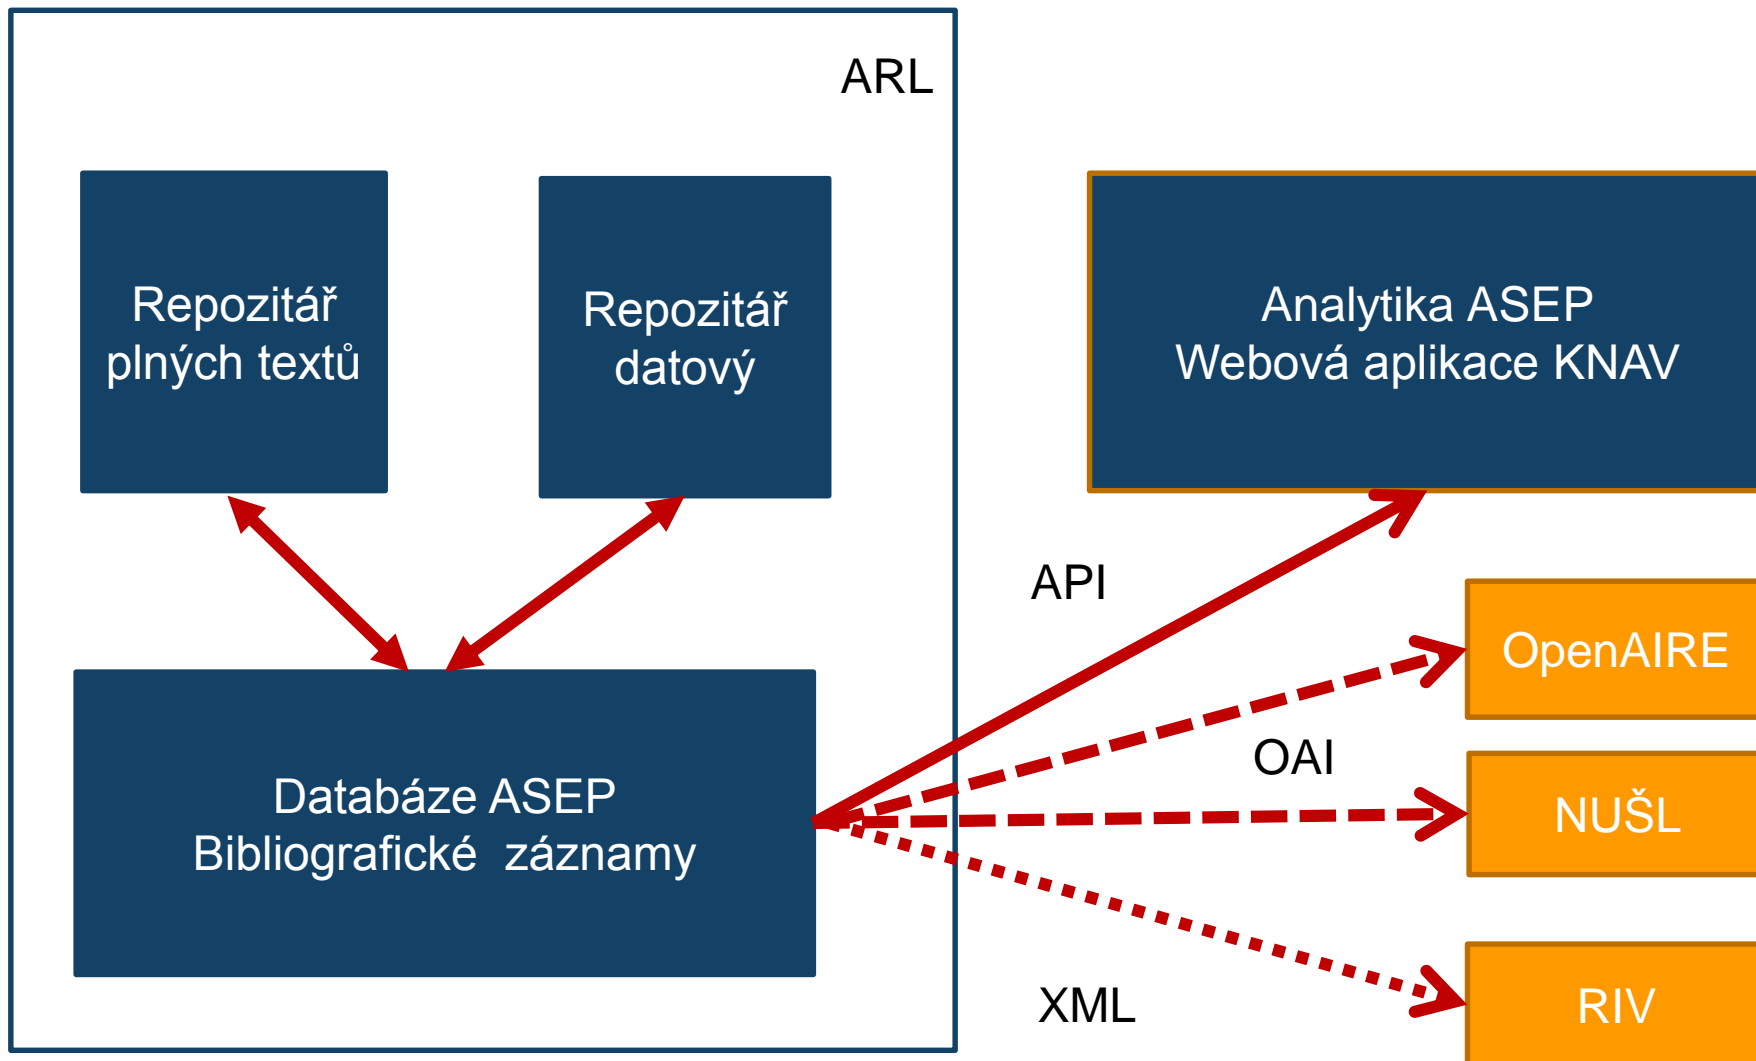 ARL
Repozitář
plných textů
Repozitář
datový
Analytika ASEP
Webová aplikace KNAV
API
OpenAIRE
OAI
NUŠL
Databáze ASEP
Bibliografické  záznamy
XML
RIV